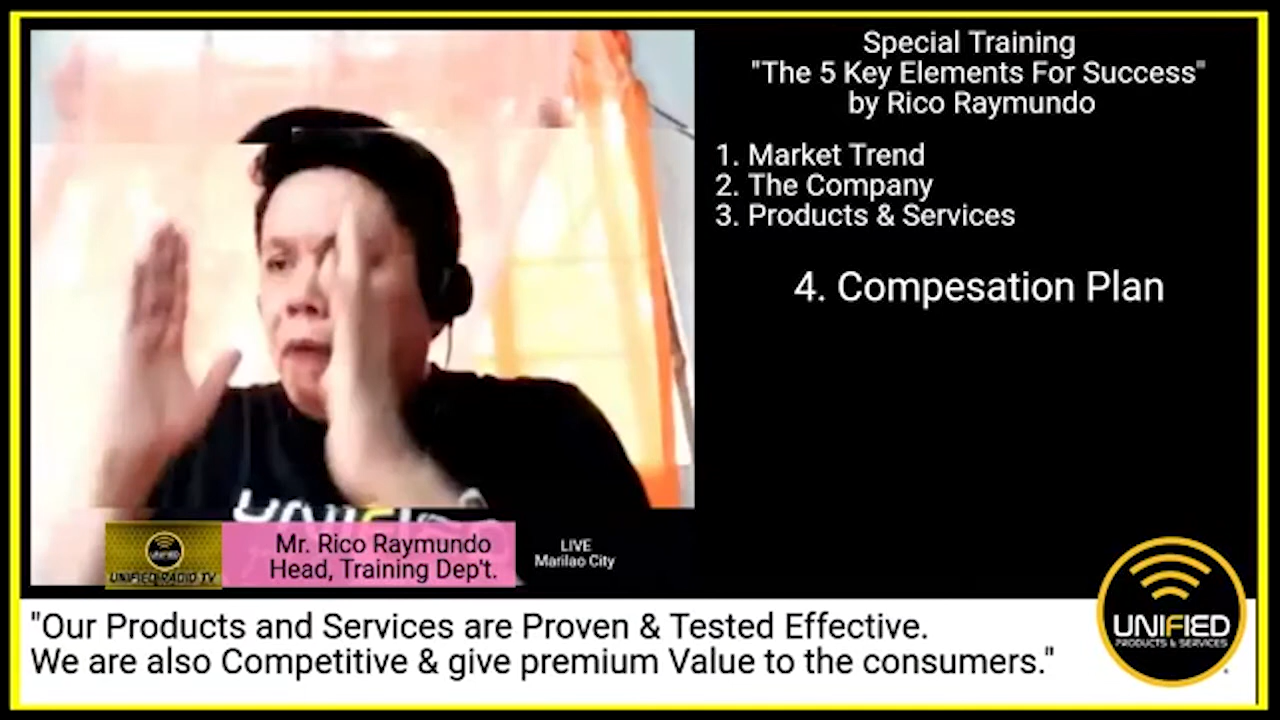 Special Training
"The 5 Key Elements For Success"
by Rico Raymundo
1. Market Trend
2. The Company
3. Products & Services
4. Compesation Plan
UNIFIED
UNIFIED
UNIFIED RADIO TV
Mr. Rico Raymundo
Head, Training Dep't.
LIVE
Marilao City
"Our Products and Services are Proven & Tested Effective.
We are also Competitive & give premium Value to the consumers."
UNIFIED
PRODUCTS & SERVICES